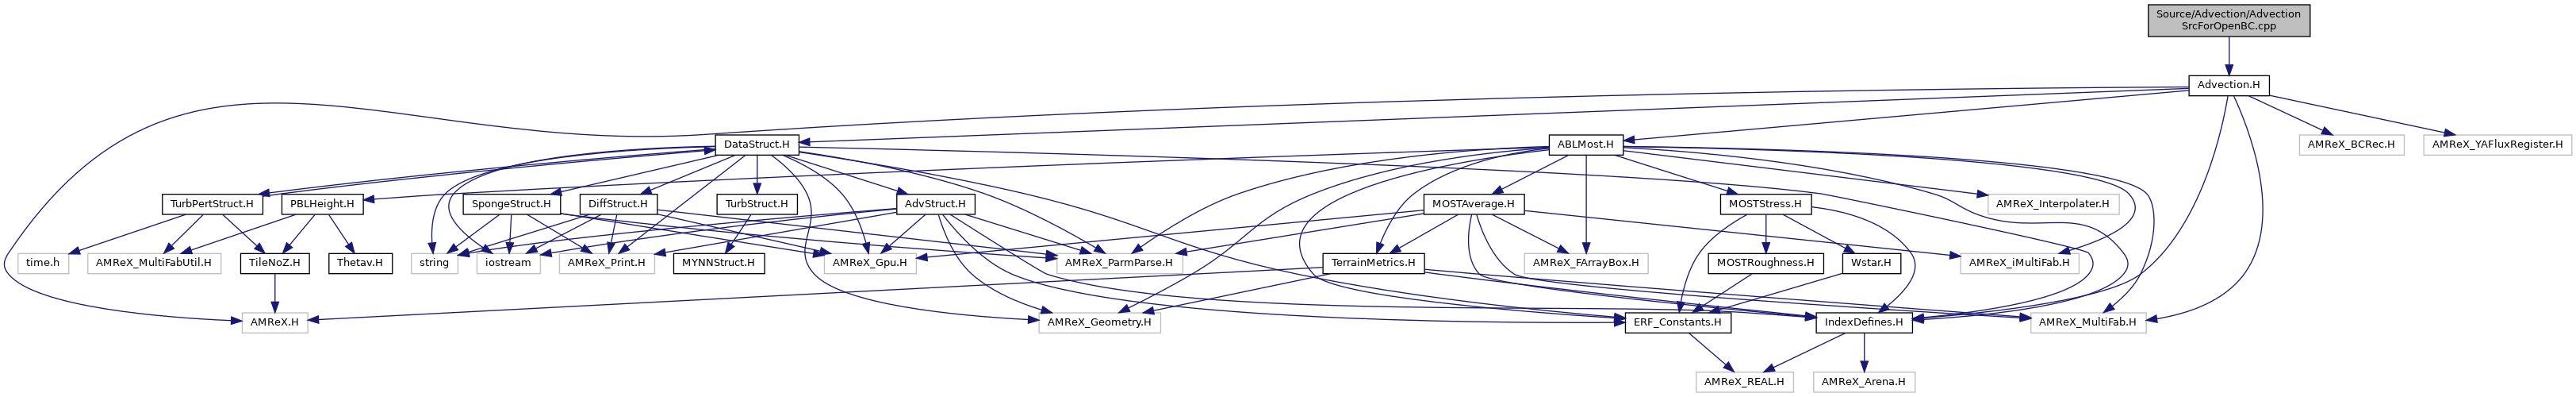 Source/Advection/Advection
SrcForOpenBC.cpp
Advection.H
DataStruct.H
ABLMost.H
AMReX_BCRec.H
AMReX_YAFluxRegister.H
TurbPertStruct.H
PBLHeight.H
SpongeStruct.H
DiffStruct.H
TurbStruct.H
AdvStruct.H
MOSTAverage.H
MOSTStress.H
AMReX_Interpolater.H
time.h
AMReX_MultiFabUtil.H
TileNoZ.H
Thetav.H
string
iostream
AMReX_Print.H
MYNNStruct.H
AMReX_Gpu.H
AMReX_ParmParse.H
TerrainMetrics.H
AMReX_FArrayBox.H
MOSTRoughness.H
Wstar.H
AMReX_iMultiFab.H
AMReX.H
AMReX_Geometry.H
ERF_Constants.H
IndexDefines.H
AMReX_MultiFab.H
AMReX_REAL.H
AMReX_Arena.H